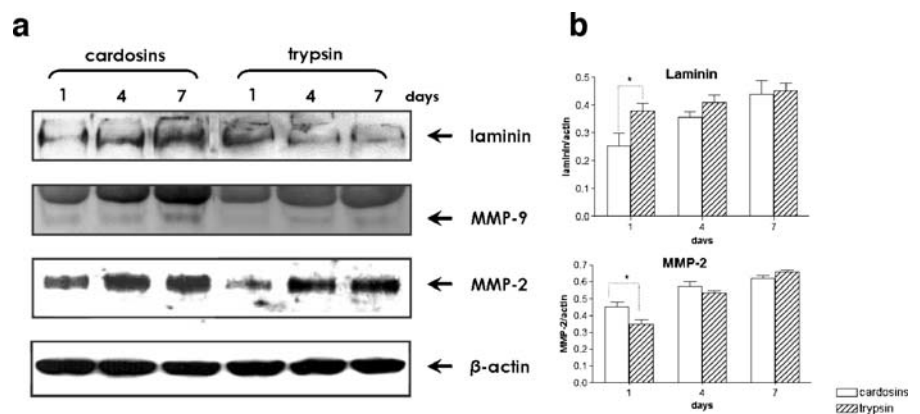 a
cardosins trypsin
1 4 7 1 4 7 days
laminin
MMP-9
MMP-2
β-actin
b
Laminin
laminin/actin
0.5
0.4
0.3
0.2
0.1
0.0
*
1 4 7
days
MMP-2
MMP-2/actin
0.7
0.6
0.5
0.4
0.3
0.2
0.1
0.0
*
1 4 7
days
cardosins
trypsin